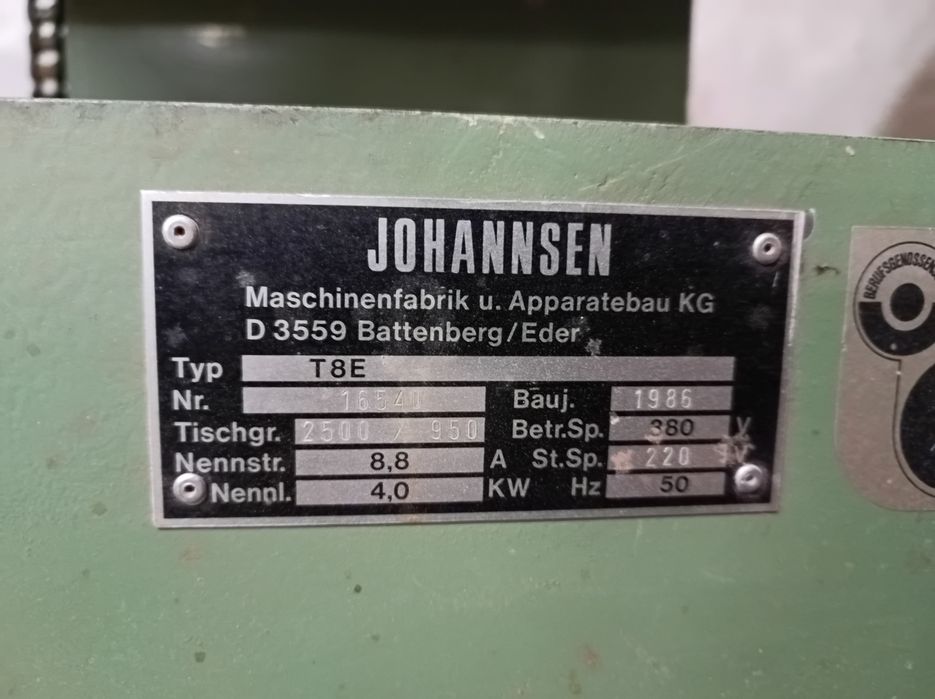 JOHANNSEN
Maschinenfabrik u. Apparatebau KG
D 3559 Battenberg/Eder
Typ T8E
Nr. 16540 Bauj. 1986
Tischgr. 2500 / 950 Betr.Sp. 380 V
Nennstr. 8,8 A St.Sp. 220 V
Nennl. 4,0 KW Hz 50